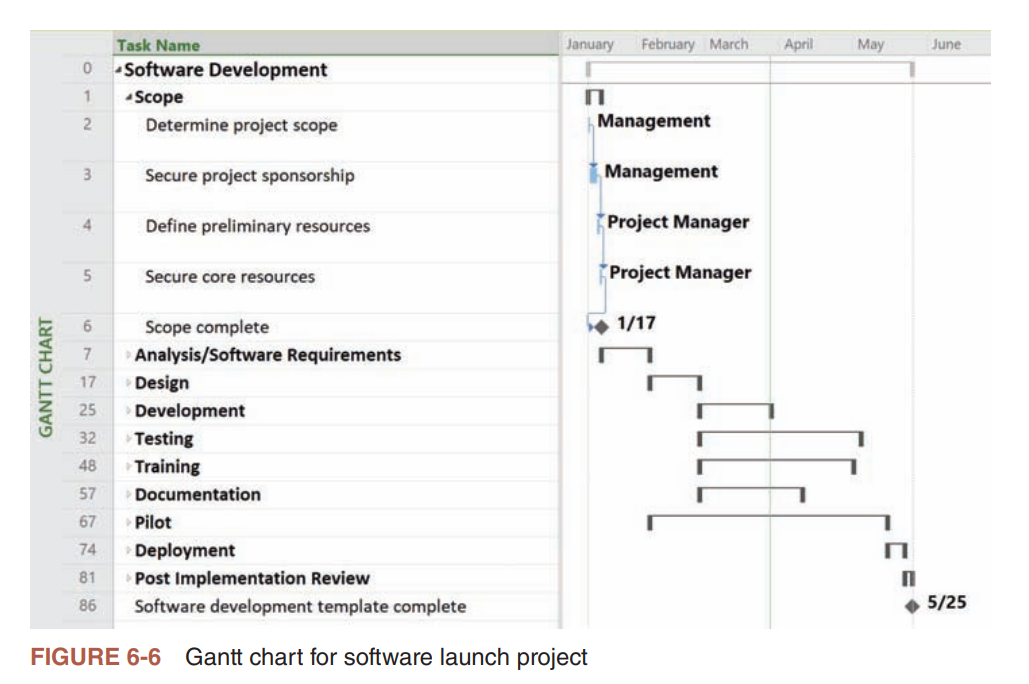 Task Name January February March April May June
0 Software Development
1 Scope
2 Determine project scope Management
3 Secure project sponsorship Management
4 Define preliminary resources Project Manager
5 Secure core resources Project Manager
6 Scope complete 1/17
7 Analysis/Software Requirements
17 Design
25 Development
32 Testing
48 Training
57 Documentation
67 Pilot
74 Deployment
81 Post Implementation Review
86 Software development template complete 5/25
GANTT CHART
FIGURE 6-6 Gantt chart for software launch project